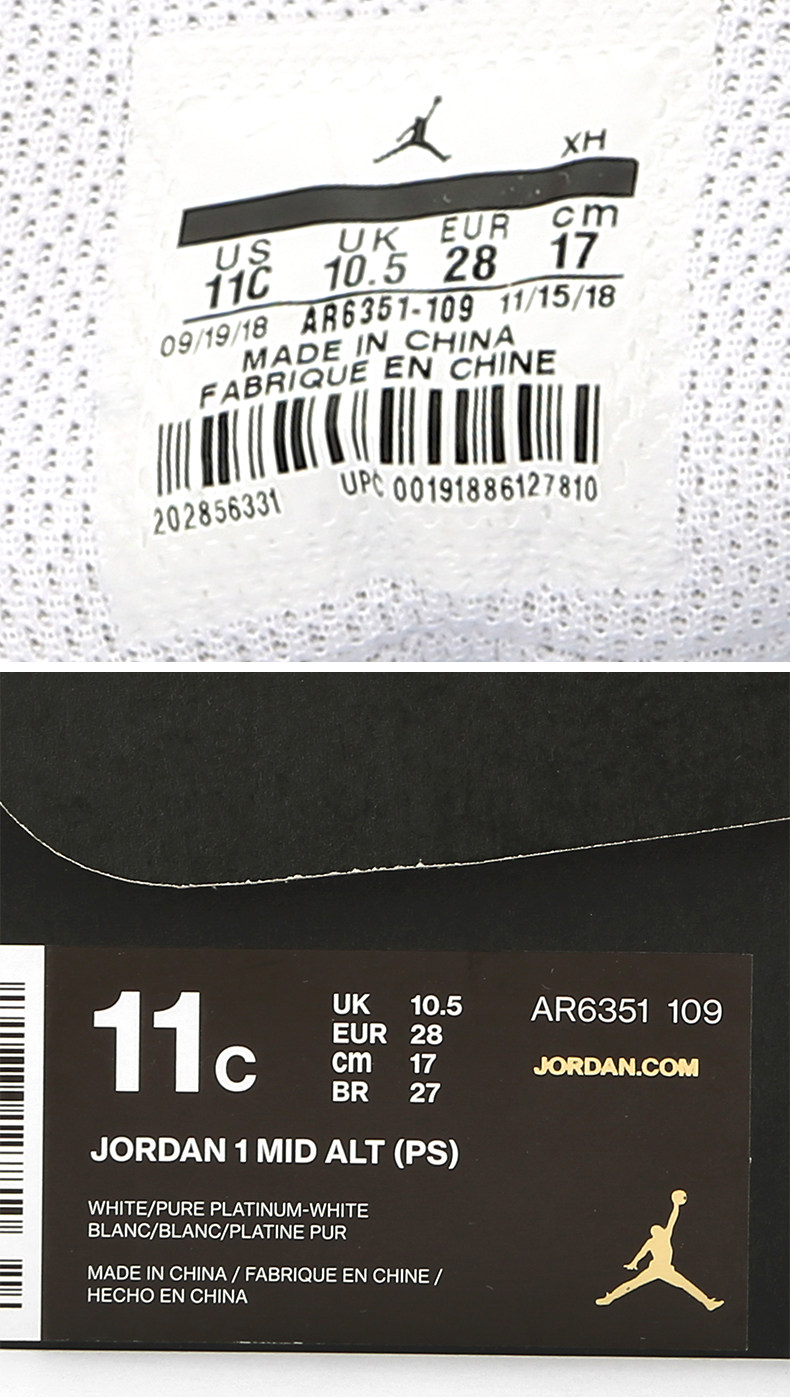 XH
US UK EUR cm
11C 10.5 28 17
09/19/18 AR6351-109 11/15/18
MADE IN CHINA
FABRIQUE EN CHINE
202856331 UPC 00191886127810
11C
UK 10.5
EUR 28
cm 17
BR 27
AR6351 109
JORDAN.COM
JORDAN 1 MID ALT (PS)
WHITE/PURE PLATINUM-WHITE
BLANC/BLANC/PLATINE PUR
MADE IN CHINA / FABRIQUE EN CHINE /
HECHO EN CHINA